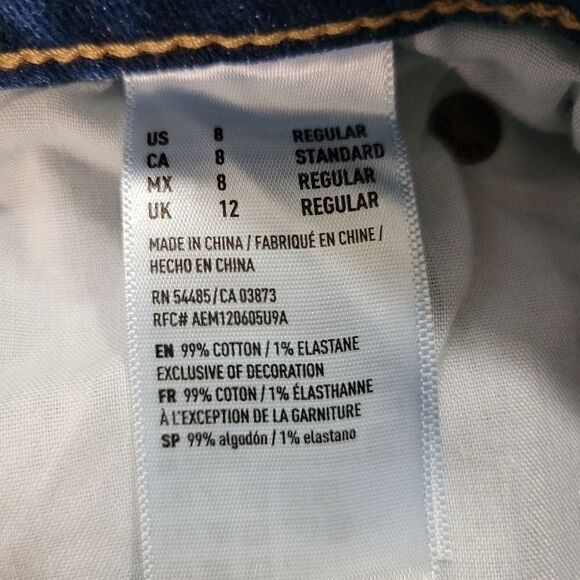 US 8 REGULAR
CA 8 STANDARD
MX 8 REGULAR
UK 12 REGULAR
MADE IN CHINA / FABRIQUÉ EN CHINE /
HECHO EN CHINA
RN 54485/CA 03873
RFC# AEM120605U9A
EN 99% COTTON / 1% ELASTANE
EXCLUSIVE OF DECORATION
FR 99% COTON / 1% ÉLASTHANNE
À L'EXCEPTION DE LA GARNITURE
SP 99% algodón / 1% elastano